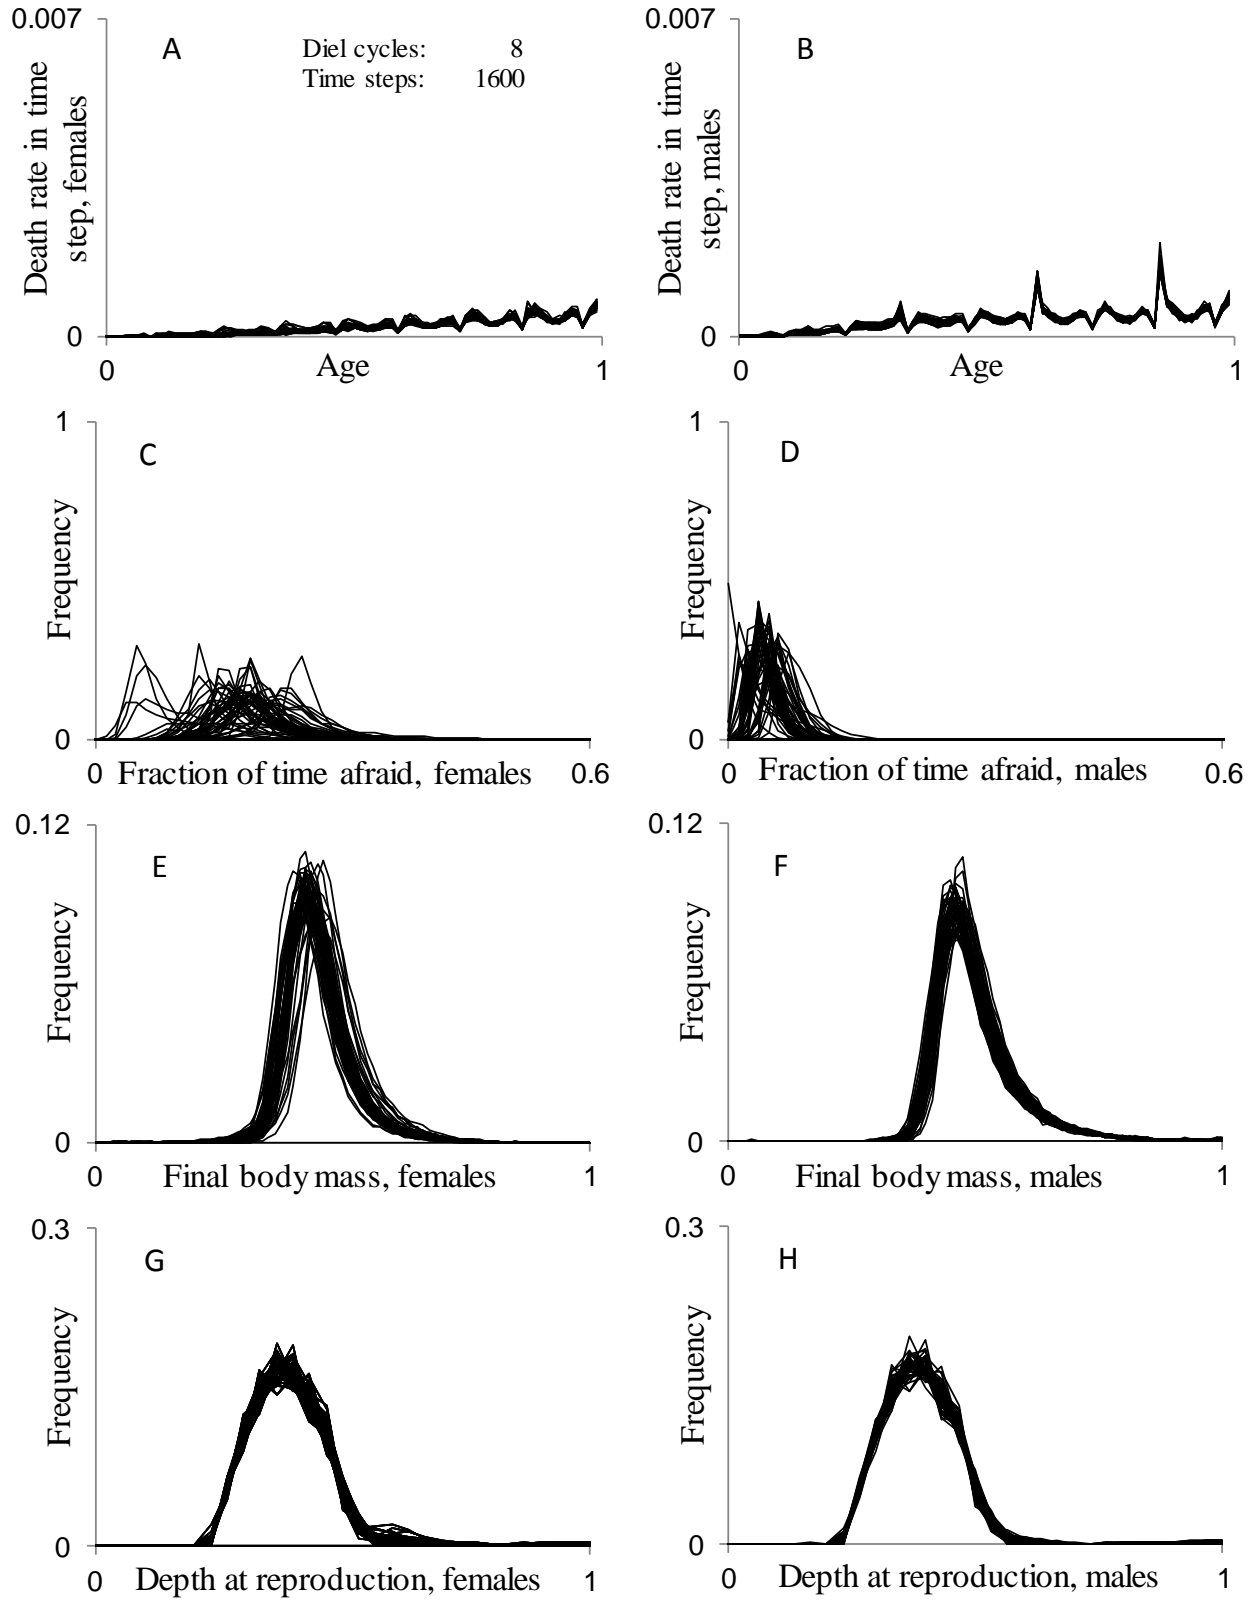 0.007
A
Diel cycles: 8
Time steps: 1600
Death rate in time
step, females
0
0
Age
1
0.007
B
Death rate in time
step, males
0
0
Age
1
1
C
Frequency
0
0
Fraction of time afraid, females
0.6
1
D
Frequency
0
0
Fraction of time afraid, males
0.6
0.12
E
Frequency
0
0
Final body mass, females
1
0.12
F
Frequency
0
0
Final body mass, males
1
0.3
G
Frequency
0
0
Depth at reproduction, females
1
0.3
H
Frequency
0
0
Depth at reproduction, males
1